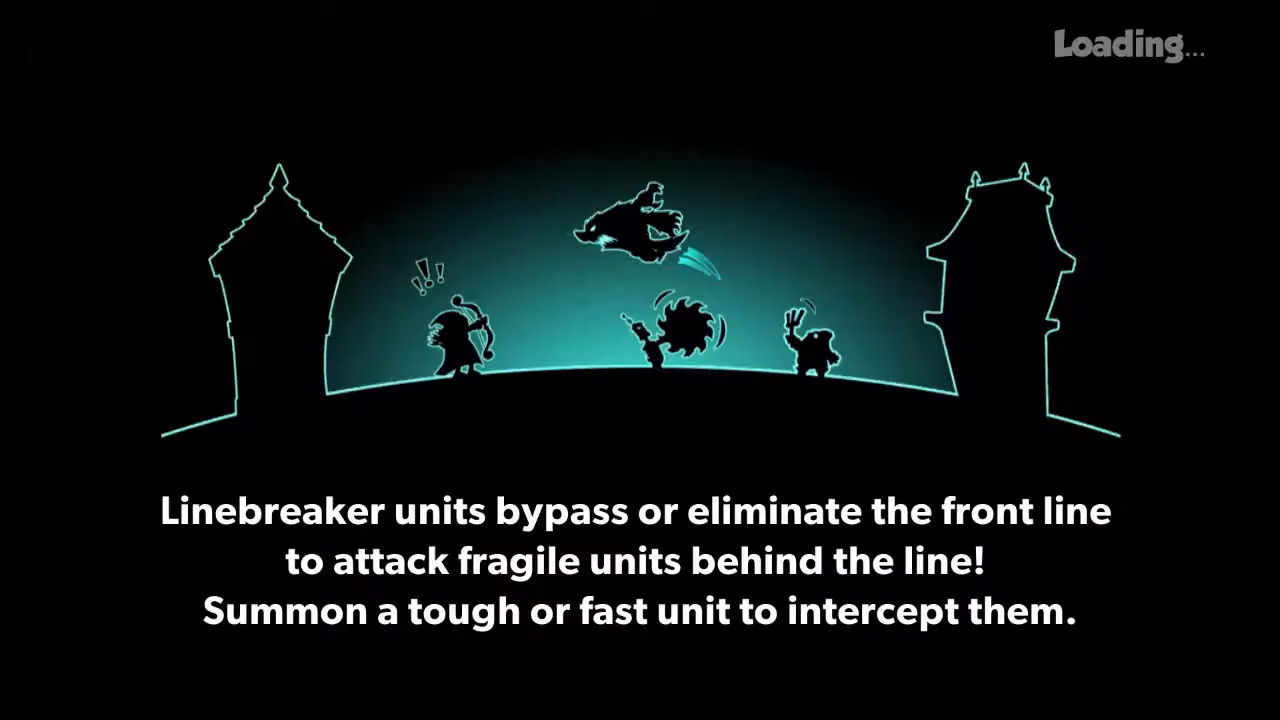 Loading...
!!!
Linebreaker units bypass or eliminate the front line
to attack fragile units behind the line!
Summon a tough or fast unit to intercept them.